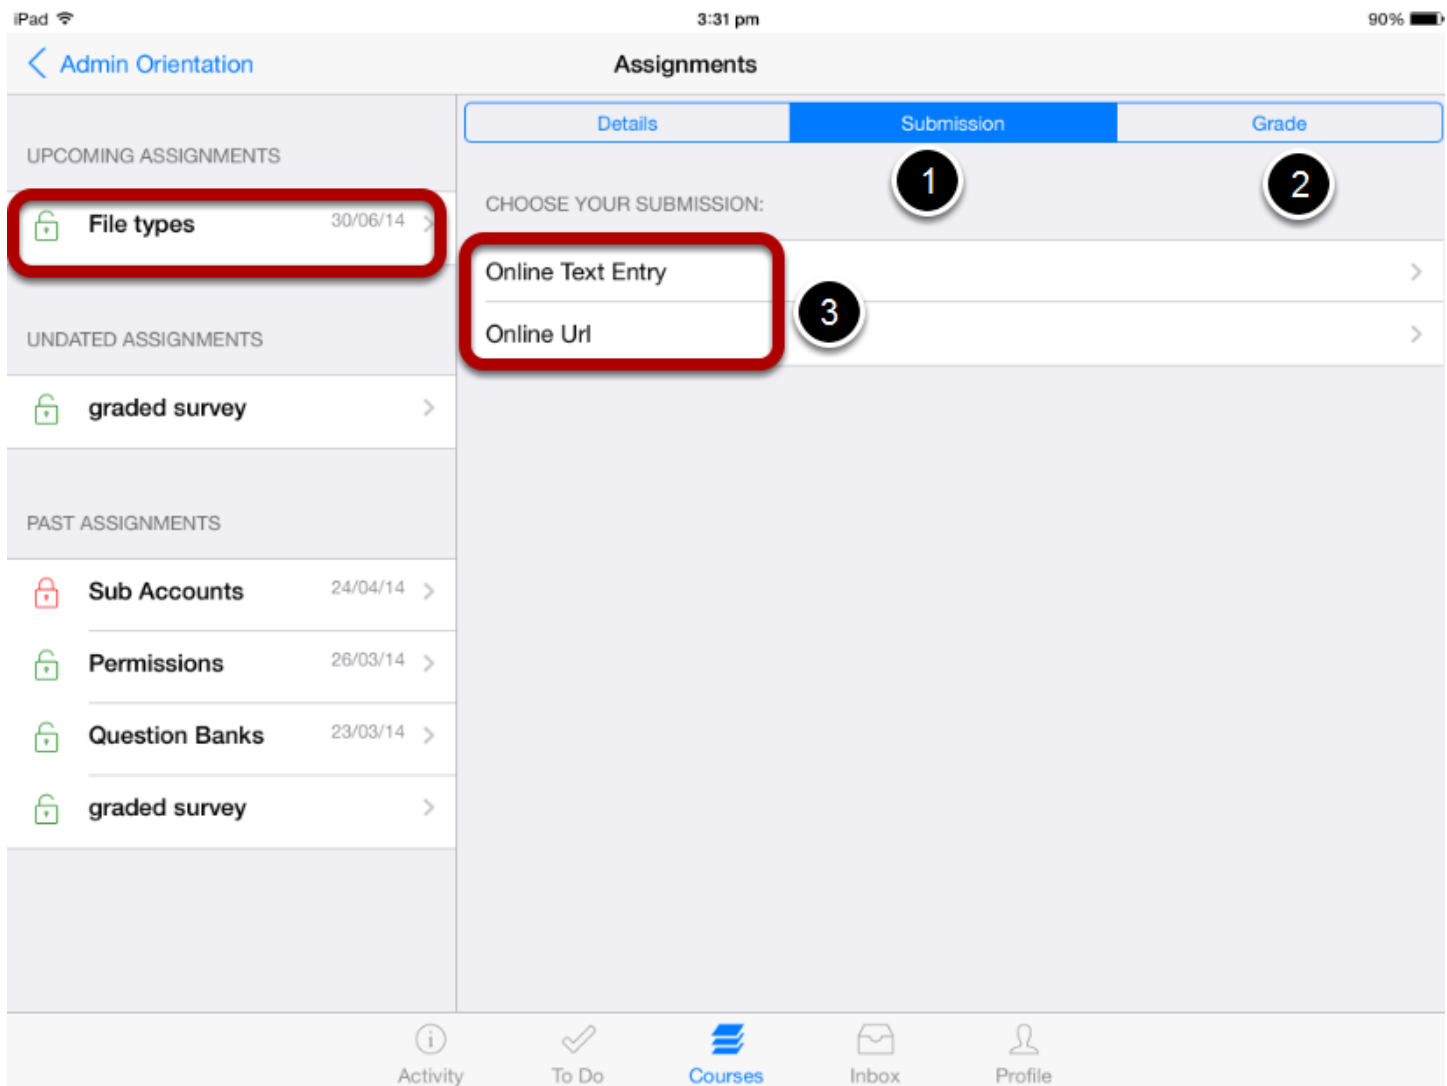 iPad 3:31 pm 90%
Admin Orientation Assignments
Details Submission Grade
1 2
UPCOMING ASSIGNMENTS
File types 30/06/14
UNDATED ASSIGNMENTS
graded survey
PAST ASSIGNMENTS
Sub Accounts 24/04/14
Permissions 26/03/14
Question Banks 23/03/14
graded survey
CHOOSE YOUR SUBMISSION:
Online Text Entry
3
Online Url
Activity To Do Courses Inbox Profile